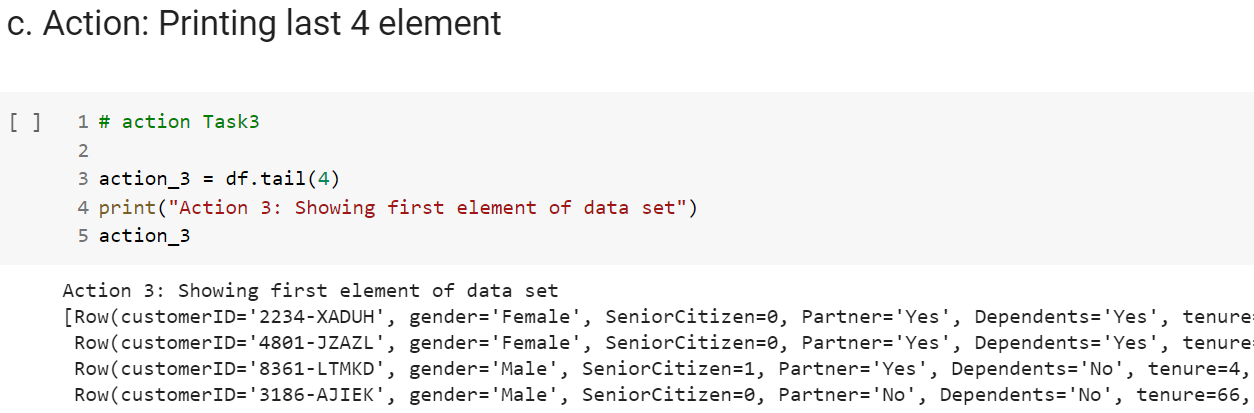 c. Action: Printing last 4 element
[ ] 1 # action Task3
2
3 action_3 = df.tail(4)
4 print("Action 3: Showing first element of data set")
5 action_3
Action 3: Showing first element of data set
[Row(customerID='2234-XADUH', gender='Female', SeniorCitizen=0, Partner='Yes', Dependents='Yes', tenure=
Row(customerID='4801-JZAZL', gender='Female', SeniorCitizen=0, Partner='Yes', Dependents='Yes', tenure=
Row(customerID='8361-LTMKD', gender='Male', SeniorCitizen=1, Partner='Yes', Dependents='No', tenure=4,
Row(customerID='3186-AJIEK', gender='Male', SeniorCitizen=0, Partner='No', Dependents='No', tenure=66,